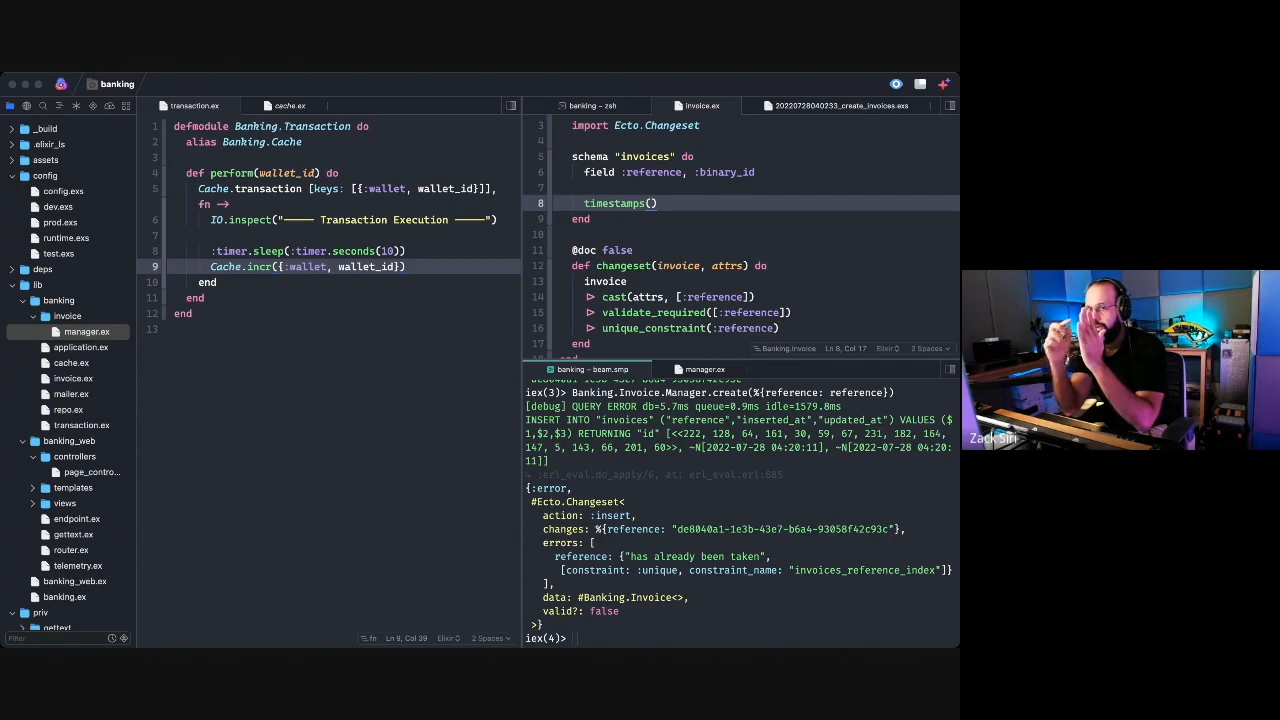 banking
transaction.ex
cache.ex
_build
.elixir_ls
assets
config
config.exs
dev.exs
prod.exs
runtime.exs
test.exs
deps
lib
banking
invoice
manager.ex
application.ex
cache.ex
invoice.ex
mailer.ex
repo.ex
transaction.ex
banking_web
controllers
page_contro...
templates
views
endpoint.ex
gettext.ex
router.ex
telemetry.ex
banking_web.ex
banking.ex
priv
gettext
Filter
1 defmodule Banking.Transaction do
2 alias Banking.Cache
3
4 def perform(wallet_id) do
5 Cache.transaction [keys: [{:wallet, wallet_id}]],
fn ->
6 IO.inspect("----- Transaction Execution -----")
7
8 :timer.sleep(:timer.seconds(10))
9 Cache.incr({:wallet, wallet_id})
10 end
11 end
12 end
13
fn Ln 9, Col 39 Elixir 2 Spaces
banking – zsh
invoice.ex
20220728040233_create_invoices.exs
3 import Ecto.Changeset
4
5 schema "invoices" do
6 field :reference, :binary_id
7
8 timestamps()
9 end
10
11 @doc false
12 def changeset(invoice, attrs) do
13 invoice
14 |> cast(attrs, [:reference])
15 |> validate_required([:reference])
16 |> unique_constraint(:reference)
17 end
Banking.Invoice Ln 8, Col 17 Elixir 2 Spaces
banking – beam.smp
manager.ex
iex(3)> Banking.Invoice.Manager.create(%{reference: reference})
[debug] QUERY ERROR db=5.7ms queue=0.9ms idle=1579.8ms
INSERT INTO "invoices" ("reference","inserted_at","updated_at") VALUES ($
1,$2,$3) RETURNING "id" [<<222, 128, 64, 161, 30, 59, 67, 231, 182, 164,
147, 5, 143, 66, 201, 60>>, ~N[2022-07-28 04:20:11], ~N[2022-07-28 04:20:
11]]
↳ :erl_eval.do_apply/6, at: erl_eval.erl:685
{:error,
#Ecto.Changeset<
action: :insert,
changes: %{reference: "de8040a1-1e3b-43e7-b6a4-93058f42c93c"},
errors: [
reference: {"has already been taken",
[constraint: :unique, constraint_name: "invoices_reference_index"]}
],
data: #Banking.Invoice<>,
valid?: false
>}
iex(4)>
Zack Siri